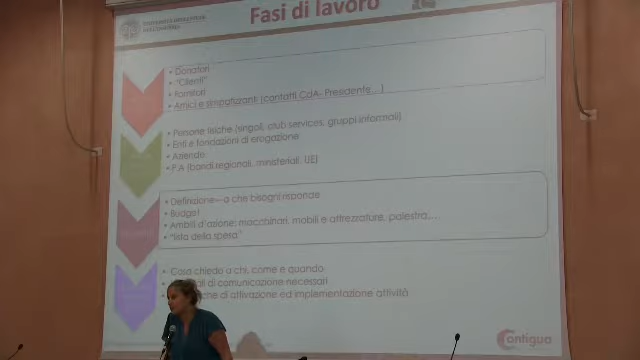 Fasi di lavoro
• Donatori
• "Clienti"
• Fornitori
• Amici e simpatizzanti (contatti CdA- Presidente...)
• Persone fisiche (singoli, club services, gruppi informali)
• Enti e fondazioni di erogazione
• Aziende
• P.A (bandi regionali, ministeriali, UE)
• Definizione – a che bisogni risponde
• Budget
• Ambiti d'azione: macchinari, mobili e attrezzature, palestra,...
• "lista della spesa"
• Cosa chiedo a chi, come e quando
di comunicazione necessari
di attivazione ed implementazione attività
Contigua